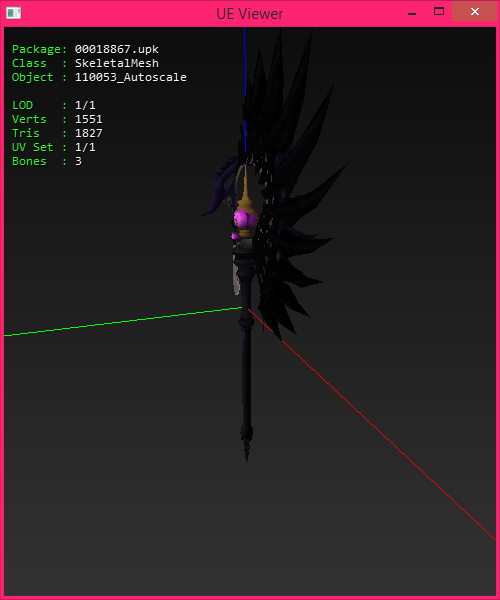 UE Viewer
Package: 00018867.upk
Class  : SkeletalMesh
Object : 110053_Autoscale
LOD    : 1/1
Verts  : 1551
Tris   : 1827
UV Set : 1/1
Bones  : 3